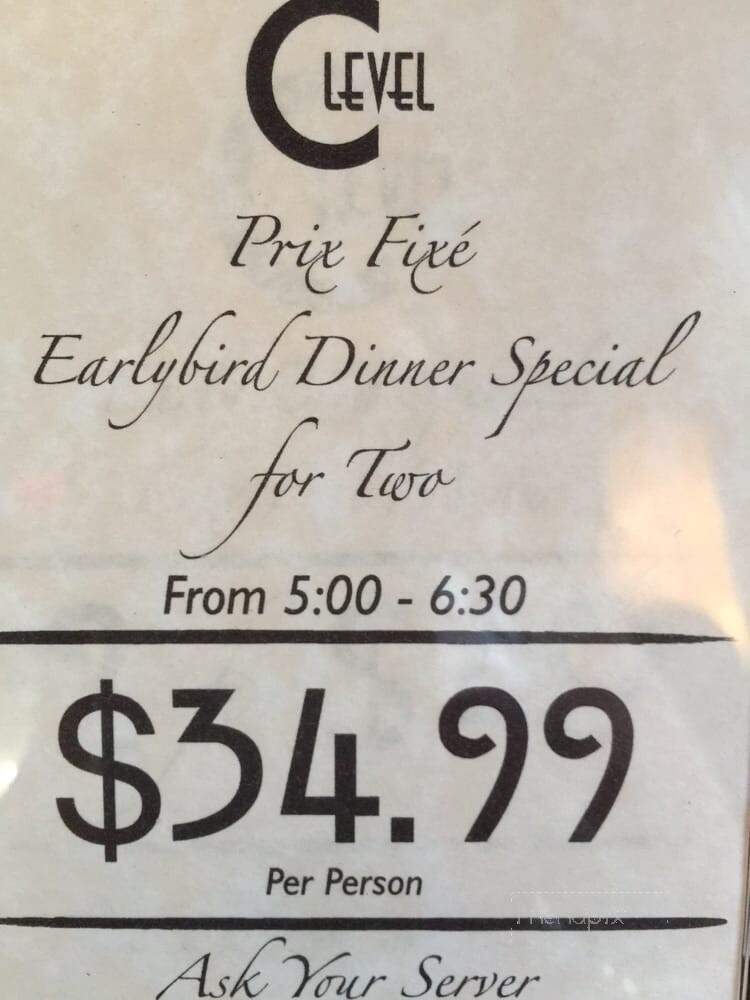 C LEVEL
Prix Fixé
Earlybird Dinner Special
for Two
From 5:00 - 6:30
$34.99
Per Person
menupix
Ask Your Server